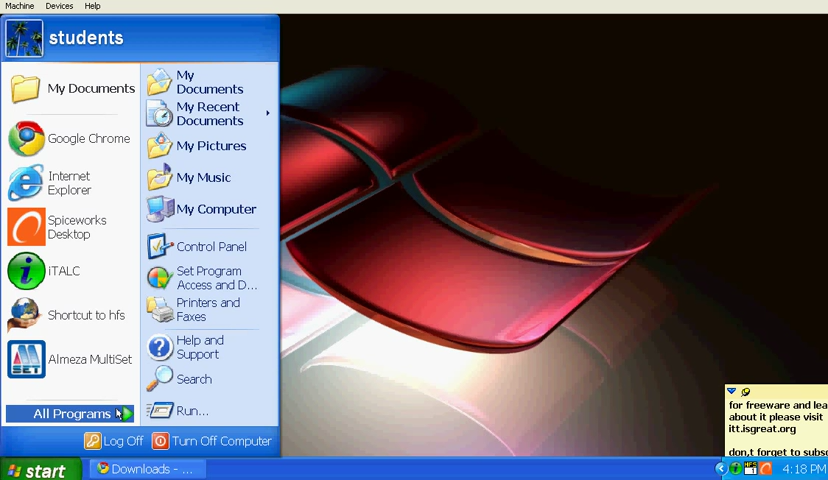 Machine Devices Help
students
My Documents
Google Chrome
Internet
Explorer
Spiceworks
Desktop
iTALC
Shortcut to hfs
Almeza MultiSet
All Programs
My
Documents
My Recent
Documents
My Pictures
My Music
My Computer
Control Panel
Set Program
Access and D...
Printers and
Faxes
Help and
Support
Search
Run...
Log Off Turn Off Computer
for freeware and lea
about it please visit
itt.isgreat.org
don,t forget to subsc
start Downloads - ... 4:18 PM